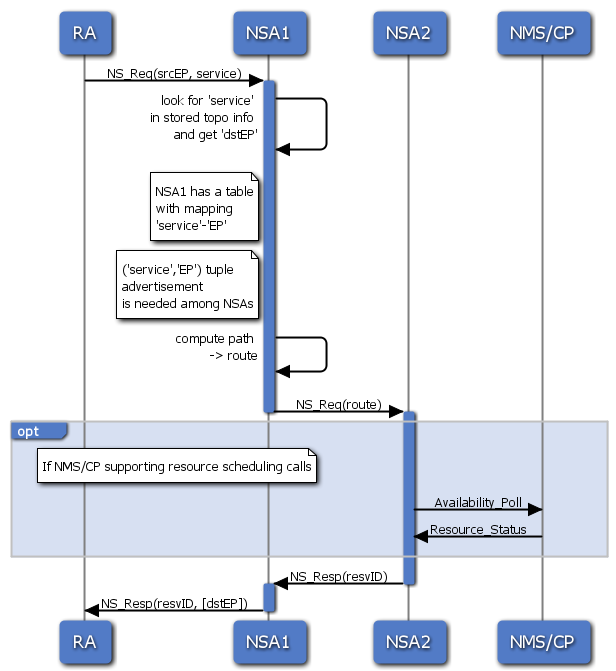 RA
NSA1
NSA2
NMS/CP
NS_Req(srcEP, service)
look for 'service'
in stored topo info
and get 'dstEP'
NSA1 has a table
with mapping
'service'-'EP'
('service','EP') tuple
advertisement
is needed among NSAs
compute path
-> route
NS_Req(route)
opt
If NMS/CP supporting resource scheduling calls
Availability_Poll
Resource_Status
NS_Resp(resvID)
NS_Resp(resvID, [dstEP])
RA
NSA1
NSA2
NMS/CP